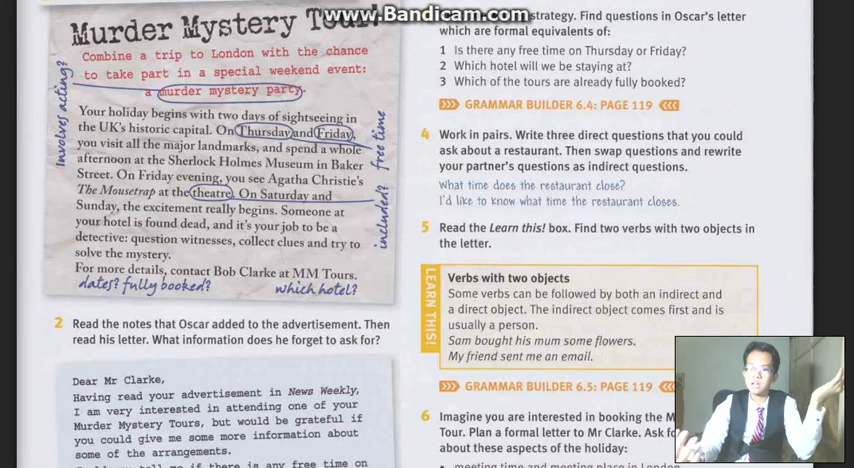 www.Bandicam.com
Murder Mystery Tour!
Combine a trip to London with the chance
to take part in a special weekend event:
a murder mystery party.
Involves acting?
Your holiday begins with two days of sightseeing in
the UK's historic capital. On Thursday and Friday,
you visit all the major landmarks, and spend a whole
afternoon at the Sherlock Holmes Museum in Baker
Street. On Friday evening, you see Agatha Christie's
The Mousetrap at the theatre. On Saturday and
Sunday, the excitement really begins. Someone at
your hotel is found dead, and it's your job to be a
detective: question witnesses, collect clues and try to
solve the mystery.
For more details, contact Bob Clarke at MM Tours.
free time
included?
dates? fully booked?
which hotel?
2 Read the notes that Oscar added to the advertisement. Then
read his letter. What information does he forget to ask for?
Dear Mr Clarke,
Having read your advertisement in News Weekly,
I am very interested in attending one of your
Murder Mystery Tours, but would be grateful if
you could give me some more information about
some of the arrangements.
if there is any free time on
strategy. Find questions in Oscar's letter
which are formal equivalents of:
1 Is there any free time on Thursday or Friday?
2 Which hotel will we be staying at?
3 Which of the tours are already fully booked?
GRAMMAR BUILDER 6.4: PAGE 119
4 Work in pairs. Write three direct questions that you could
ask about a restaurant. Then swap questions and rewrite
your partner's questions as indirect questions.
What time does the restaurant close?
I'd like to know what time the restaurant closes.
5 Read the Learn this! box. Find two verbs with two objects in
the letter.
LEARN THIS!
Verbs with two objects
Some verbs can be followed by both an indirect and
a direct object. The indirect object comes first and is
usually a person.
Sam bought his mum some flowers.
My friend sent me an email.
GRAMMAR BUILDER 6.5: PAGE 119
6 Imagine you are interested in booking the M
Tour. Plan a formal letter to Mr Clarke. Ask fo
about these aspects of the holiday:
• meeting time and meeting place in London